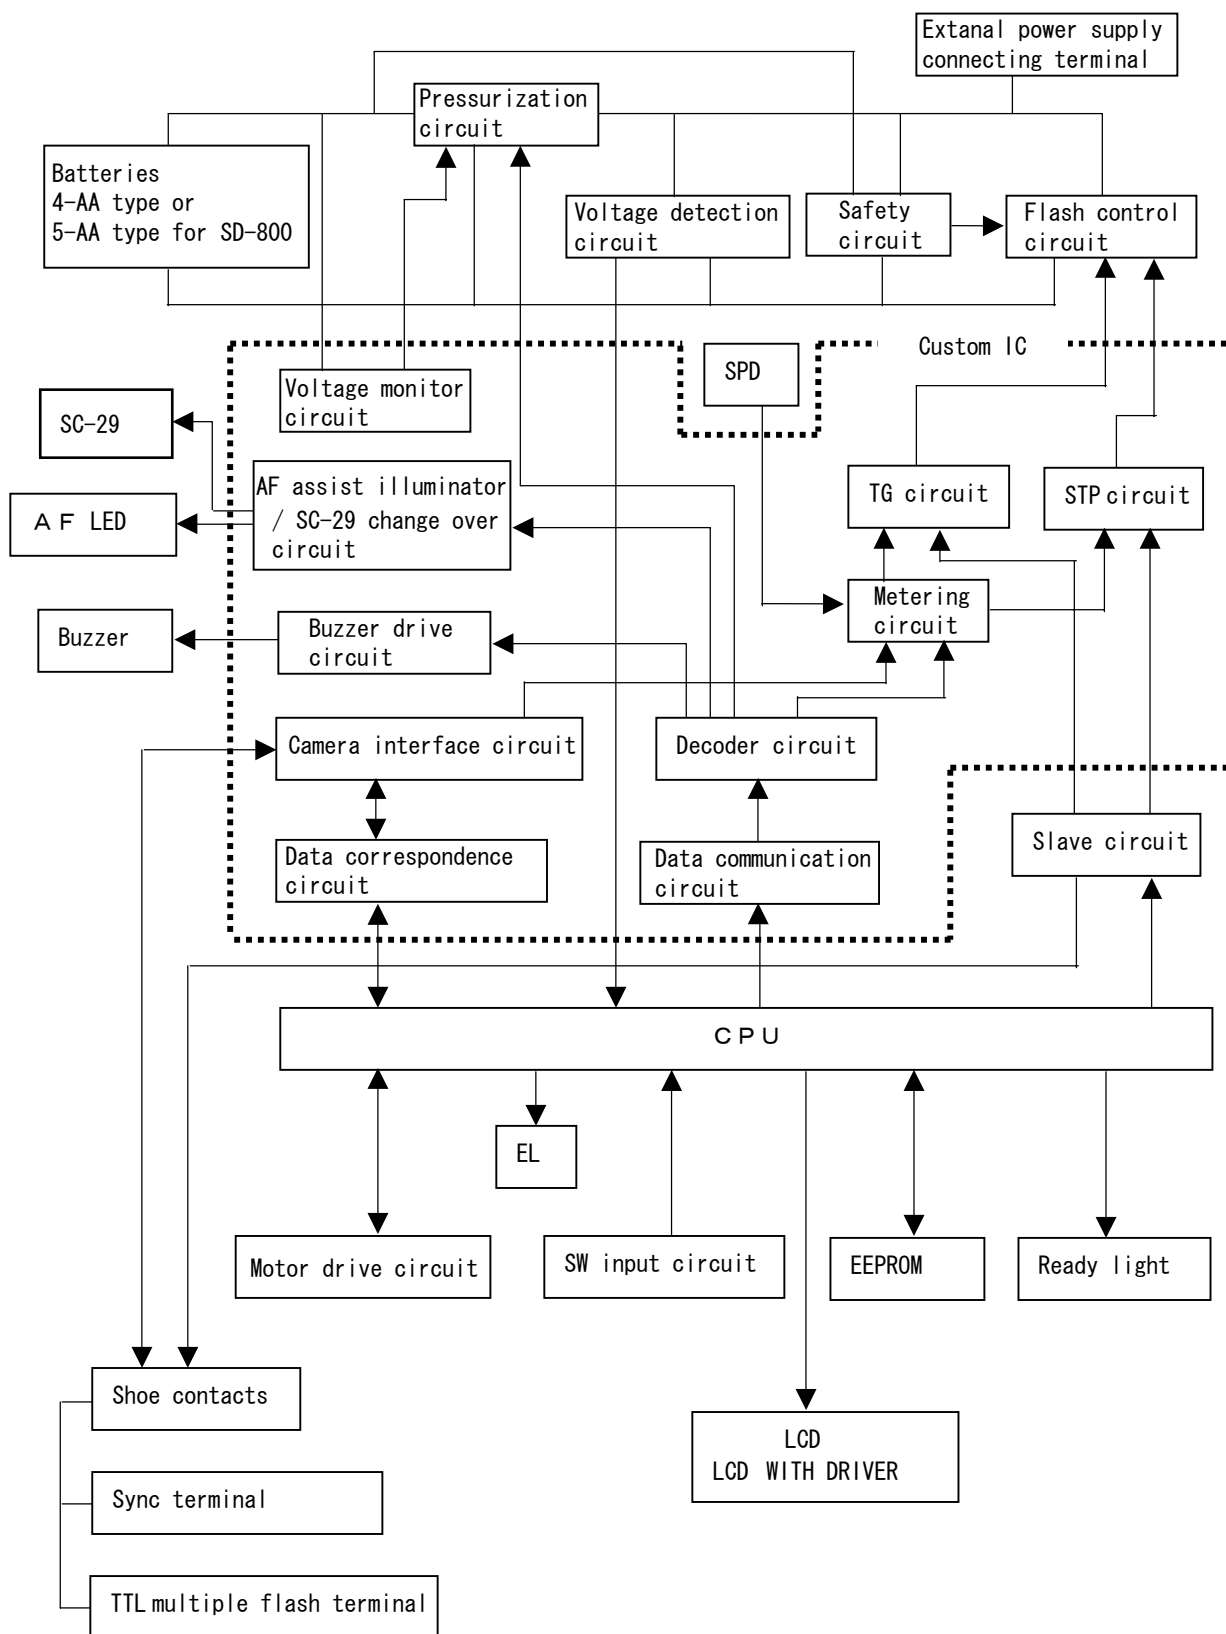 Extanal power supply
connecting terminal
Pressurization
circuit
Batteries
4-AA type or
5-AA type for SD-800
Voltage detection
circuit
Safety
circuit
Flash control
circuit
Custom IC
SPD
Voltage monitor
circuit
SC-29
AF assist illuminator
/ SC-29 change over
circuit
TG circuit
STP circuit
ＡＦ LED
Metering
circuit
Buzzer
Buzzer drive
circuit
Camera interface circuit
Decoder circuit
Data correspondence
circuit
Data communication
circuit
Slave circuit
ＣＰＵ
EL
Motor drive circuit
SW input circuit
EEPROM
Ready light
Shoe contacts
LCD
LCD WITH DRIVER
Sync terminal
TTL multiple flash terminal